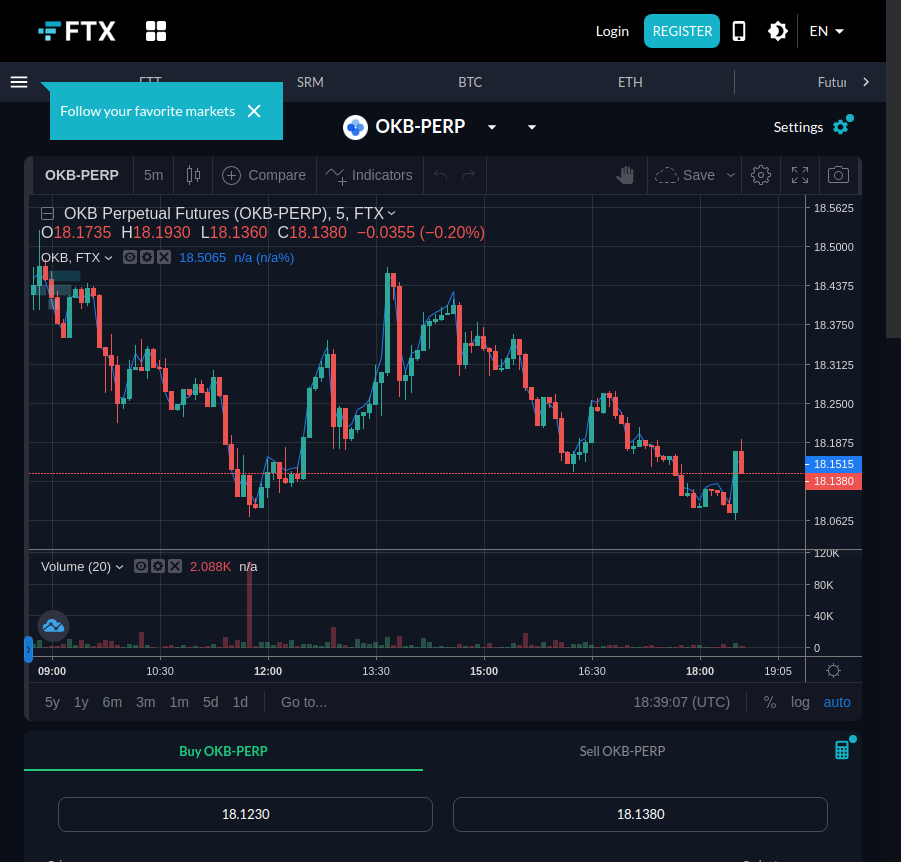 FTX
Login
REGISTER
EN
FTT
SRM
BTC
ETH
Futur
Follow your favorite markets
OKB-PERP
Settings
OKB-PERP
5m
Compare
Indicators
Save
OKB Perpetual Futures (OKB-PERP), 5, FTX
O18.1735 H18.1930 L18.1360 C18.1380 −0.0355 (−0.20%)
OKB, FTX
18.5065 n/a (n/a%)
18.5625
18.5000
18.4375
18.3750
18.3125
18.2500
18.1875
18.1515
18.1380
18.0625
Volume (20)
2.088K n/a
120K
80K
40K
0
09:00
10:30
12:00
13:30
15:00
16:30
18:00
19:05
5y
1y
6m
3m
1m
5d
1d
Go to...
18:39:07 (UTC)
%
log
auto
Buy OKB-PERP
Sell OKB-PERP
18.1230
18.1380